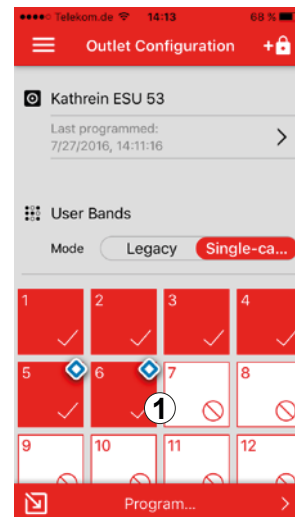 Telekom.de 14:13 68 %
Outlet Configuration +
Kathrein ESU 53
Last programmed:
7/27/2016, 14:11:16
User Bands
Mode Legacy Single-ca...
1 2 3 4
5 6 7 8
1
9 10 11 12
Program...